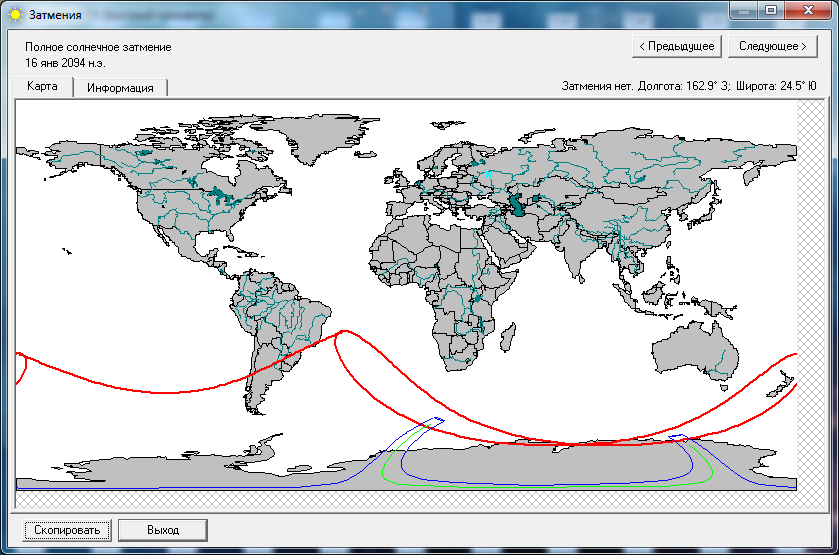 Затмения
Полное солнечное затмение
16 янв 2094 н.э.
< Предыдущее
Следующее >
Карта
Информация
Затмения нет. Долгота: 162.9° З; Широта: 24.5° Ю
Скопировать
Выход